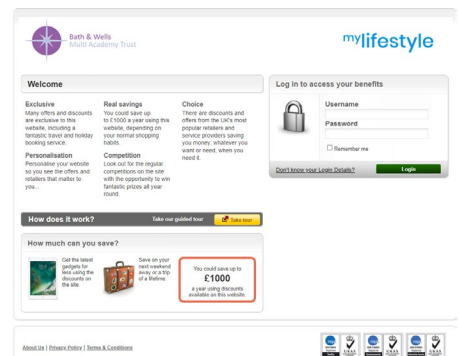 Bath & Wells
Multi Academy Trust
mylifestyle
Welcome
Exclusive
Many offers and discounts
are exclusive to this
website, including a
fantastic travel and holiday
booking service.
Personalisation
Personalise your website
so you see the offers and
retailers that matter to
you...
Real savings
You could save up
to £1000 a year using this
website, depending on
your normal shopping
habits.
Competition
Look out for the regular
competitions on the site
with the opportunity to win
fantastic prizes all year
round.
Choice
There are discounts and
offers from the UK's most
popular retailers and
service providers saving
you money, whatever you
want or need, when you
need it.
Log in to access your benefits
Username
Password
Remember me
Don't know your Login Details?
Login
How does it work?
Take our guided tour
Take tour
How much can you save?
Get the latest
gadgets for
less using the
discounts on
the site.
Save on your
next weekend
away or a trip
of a lifetime.
You could save up to
£1000
a year using discounts
available on this website.
About Us | Privacy Policy | Terms & Conditions
UKAS
UKAS
UKAS